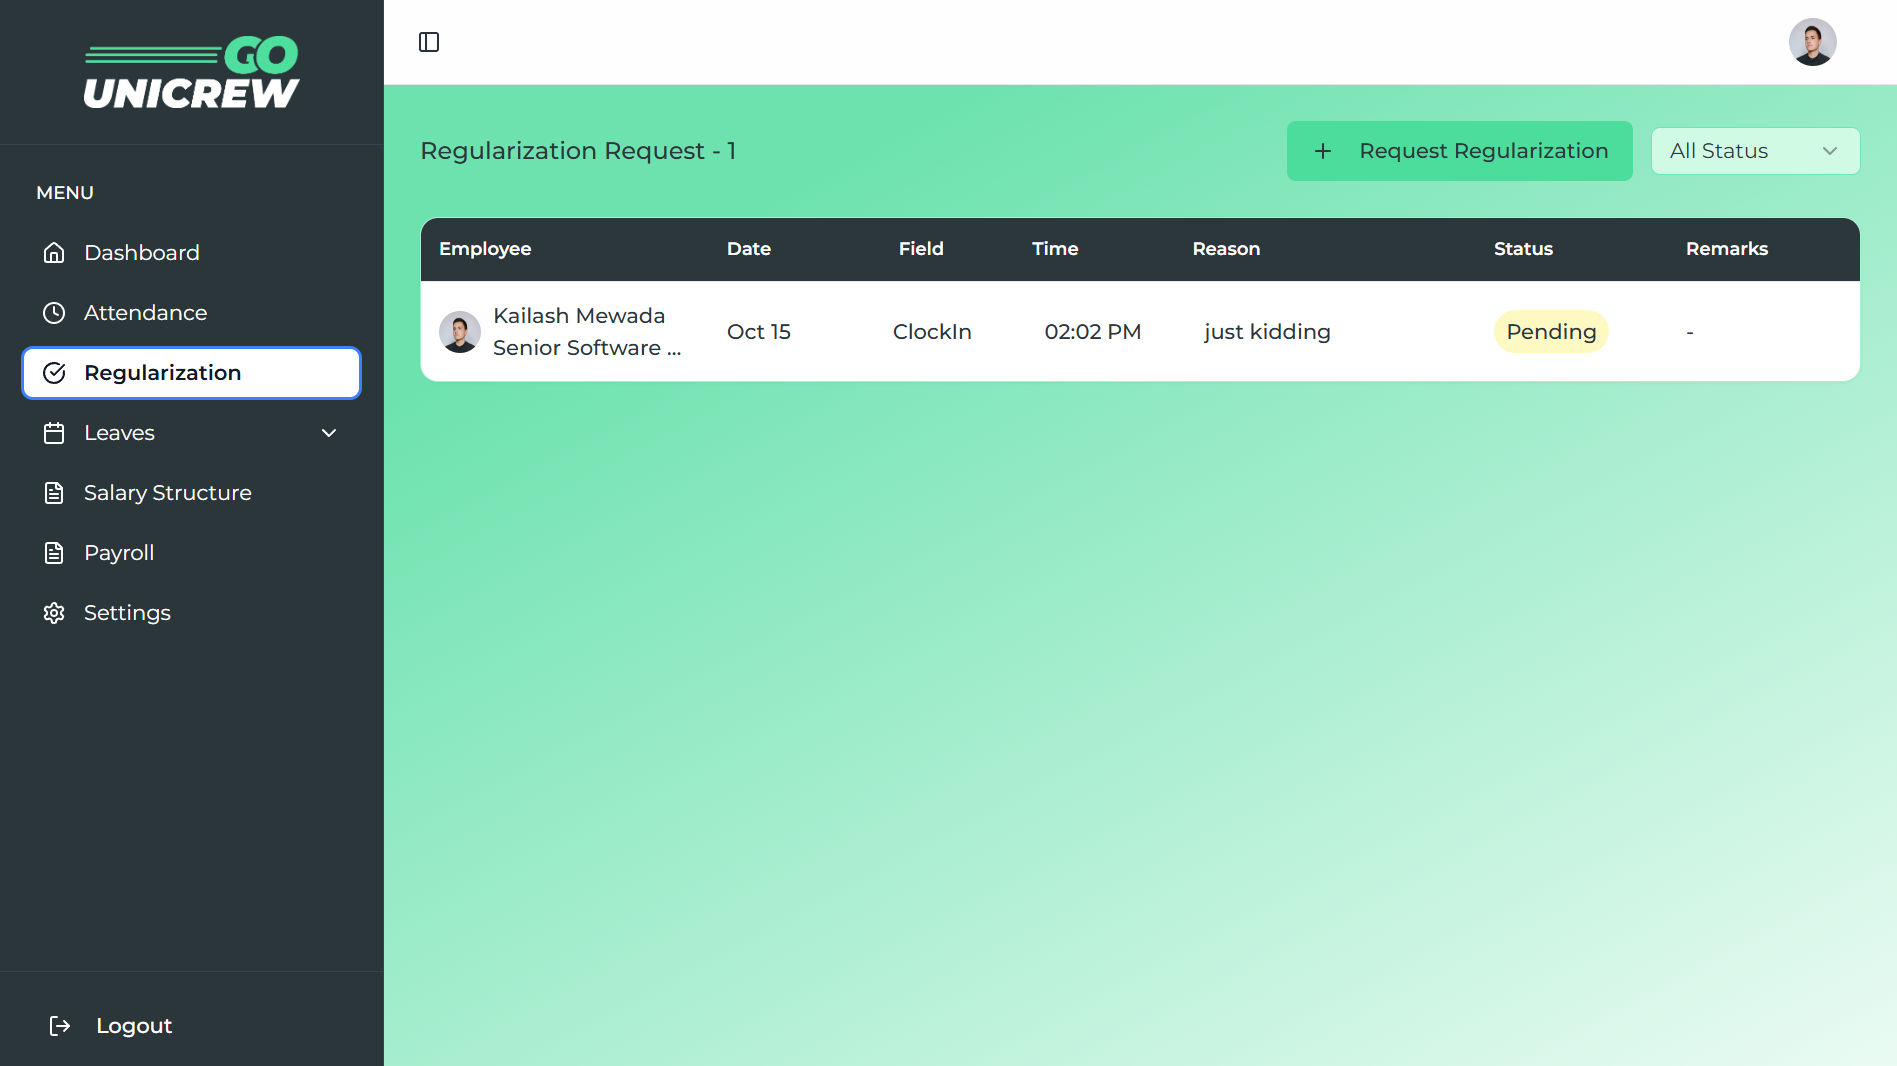 GO
UNICREW
MENU
Dashboard
Attendance
Regularization
Leaves
Salary Structure
Payroll
Settings
Logout
Regularization Request - 1
+ Request Regularization
All Status
Employee Date Field Time Reason Status Remarks
Kailash Mewada
Senior Software ...
Oct 15 ClockIn 02:02 PM just kidding Pending -